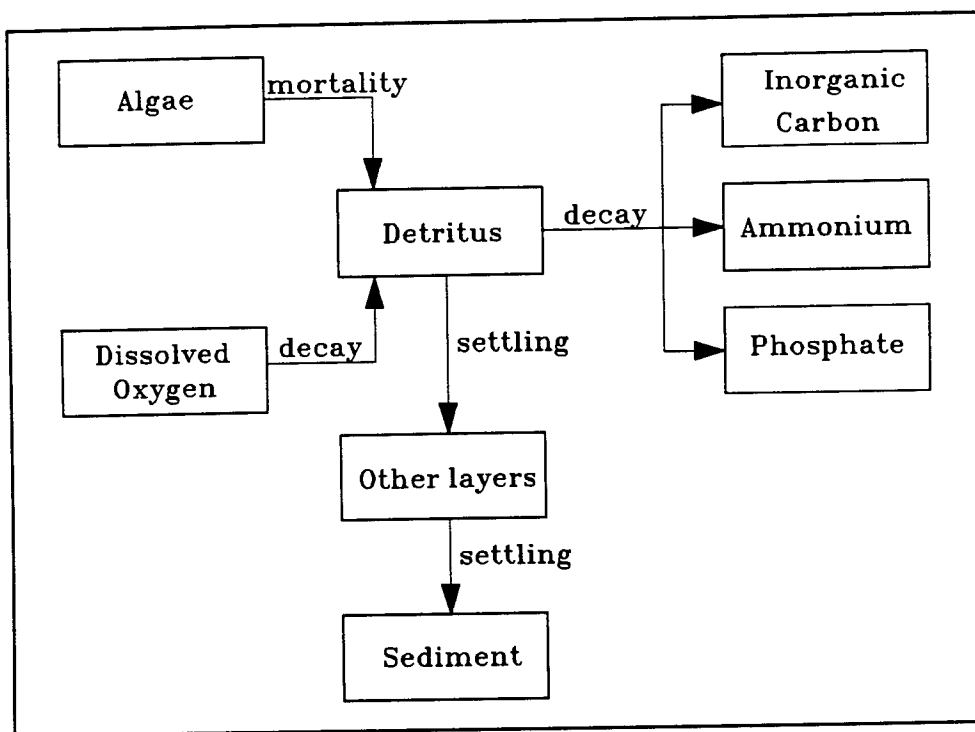 Algae
mortality
Inorganic
Carbon
Detritus
decay
Ammonium
Dissolved
Oxygen
decay
settling
Phosphate
Other layers
settling
Sediment